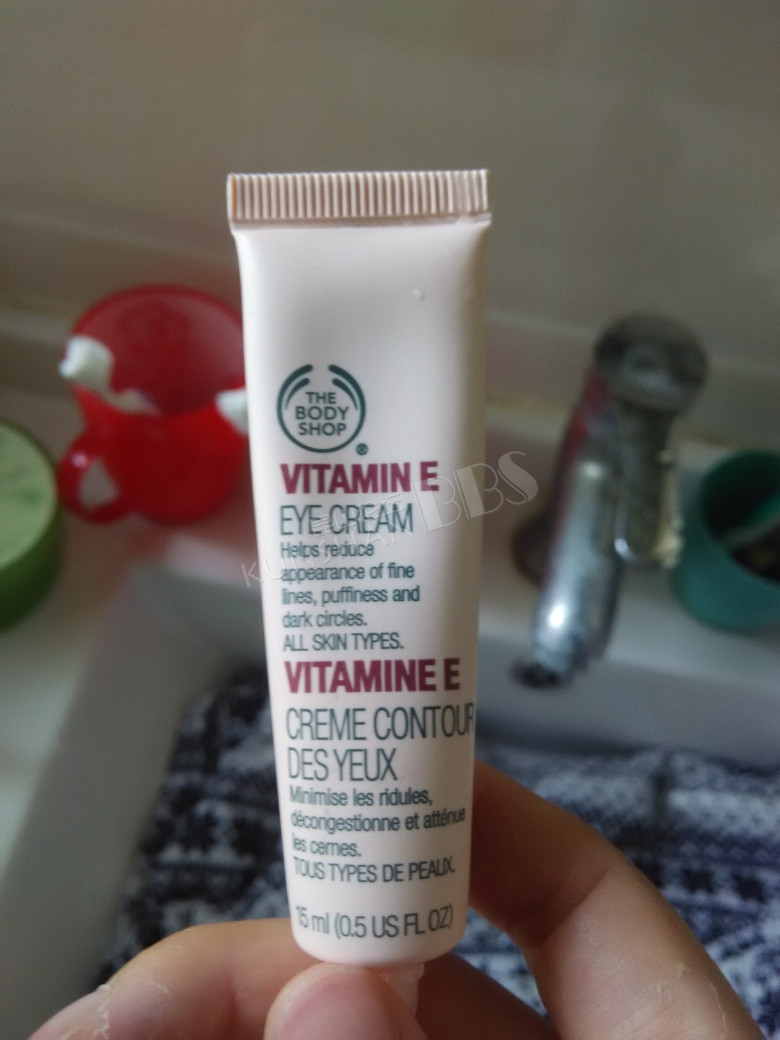 THE
BODY
SHOP
®
VITAMIN E
EYE CREAM
Helps reduce
appearance of fine
lines, puffiness and
dark circles.
ALL SKIN TYPES.
VITAMINE E
CREME CONTOUR
DES YEUX
Minimise les ridules,
décongestionne et atténue
les cernes.
TOUS TYPES DE PEAUX.
15 ml (0.5 US FL OZ)
BBS